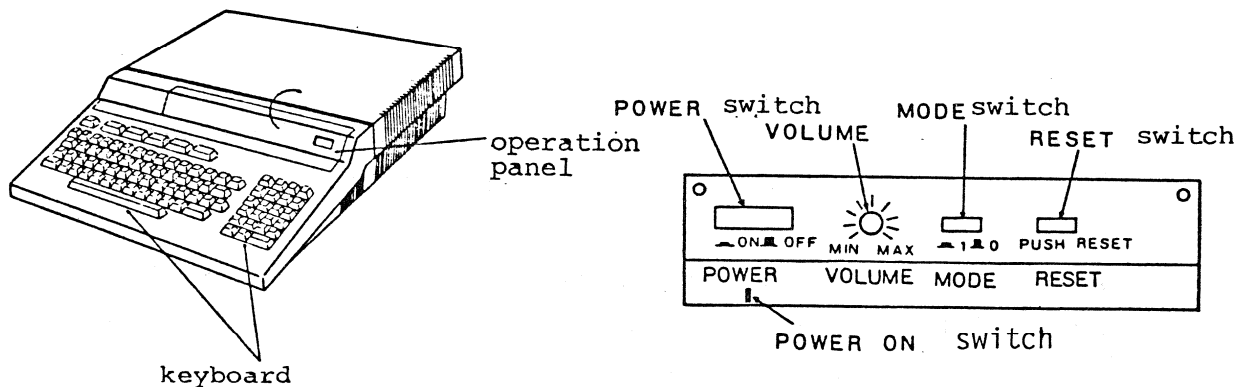 operation
panel
keyboard
POWER switch
VOLUME
MODE switch
RESET switch
ON OFF
MIN MAX
1 0
PUSH RESET
POWER
VOLUME
MODE
RESET
POWER ON switch